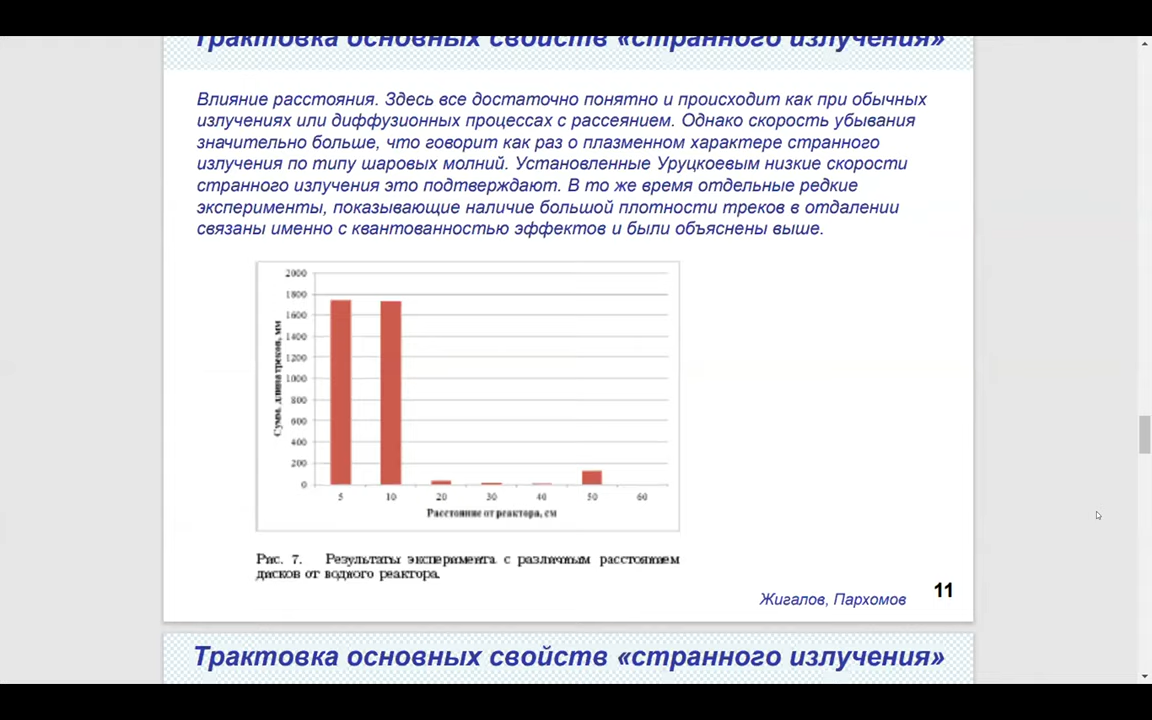 Трактовка основных свойств «странного излучения»
Влияние расстояния. Здесь все достаточно понятно и происходит как при обычных
излучениях или диффузионных процессах с рассеянием. Однако скорость убывания
значительно больше, что говорит как раз о плазменном характере странного
излучения по типу шаровых молний. Установленные Уруцкоевым низкие скорости
странного излучения это подтверждают. В то же время отдельные редкие
эксперименты, показывающие наличие большой плотности треков в отдалении
связаны именно с квантованностью эффектов и были объяснены выше.
Сумм. длина треков, мм
2000
1800
1600
1400
1200
1000
800
600
400
200
0
5 10 20 30 40 50 60
Расстояние от реактора, см
Рис. 7. Результаты эксперимента с различным расстоянием
дисков от водного реактора.
Жигалов, Пархомов
11
Трактовка основных свойств «странного излучения»